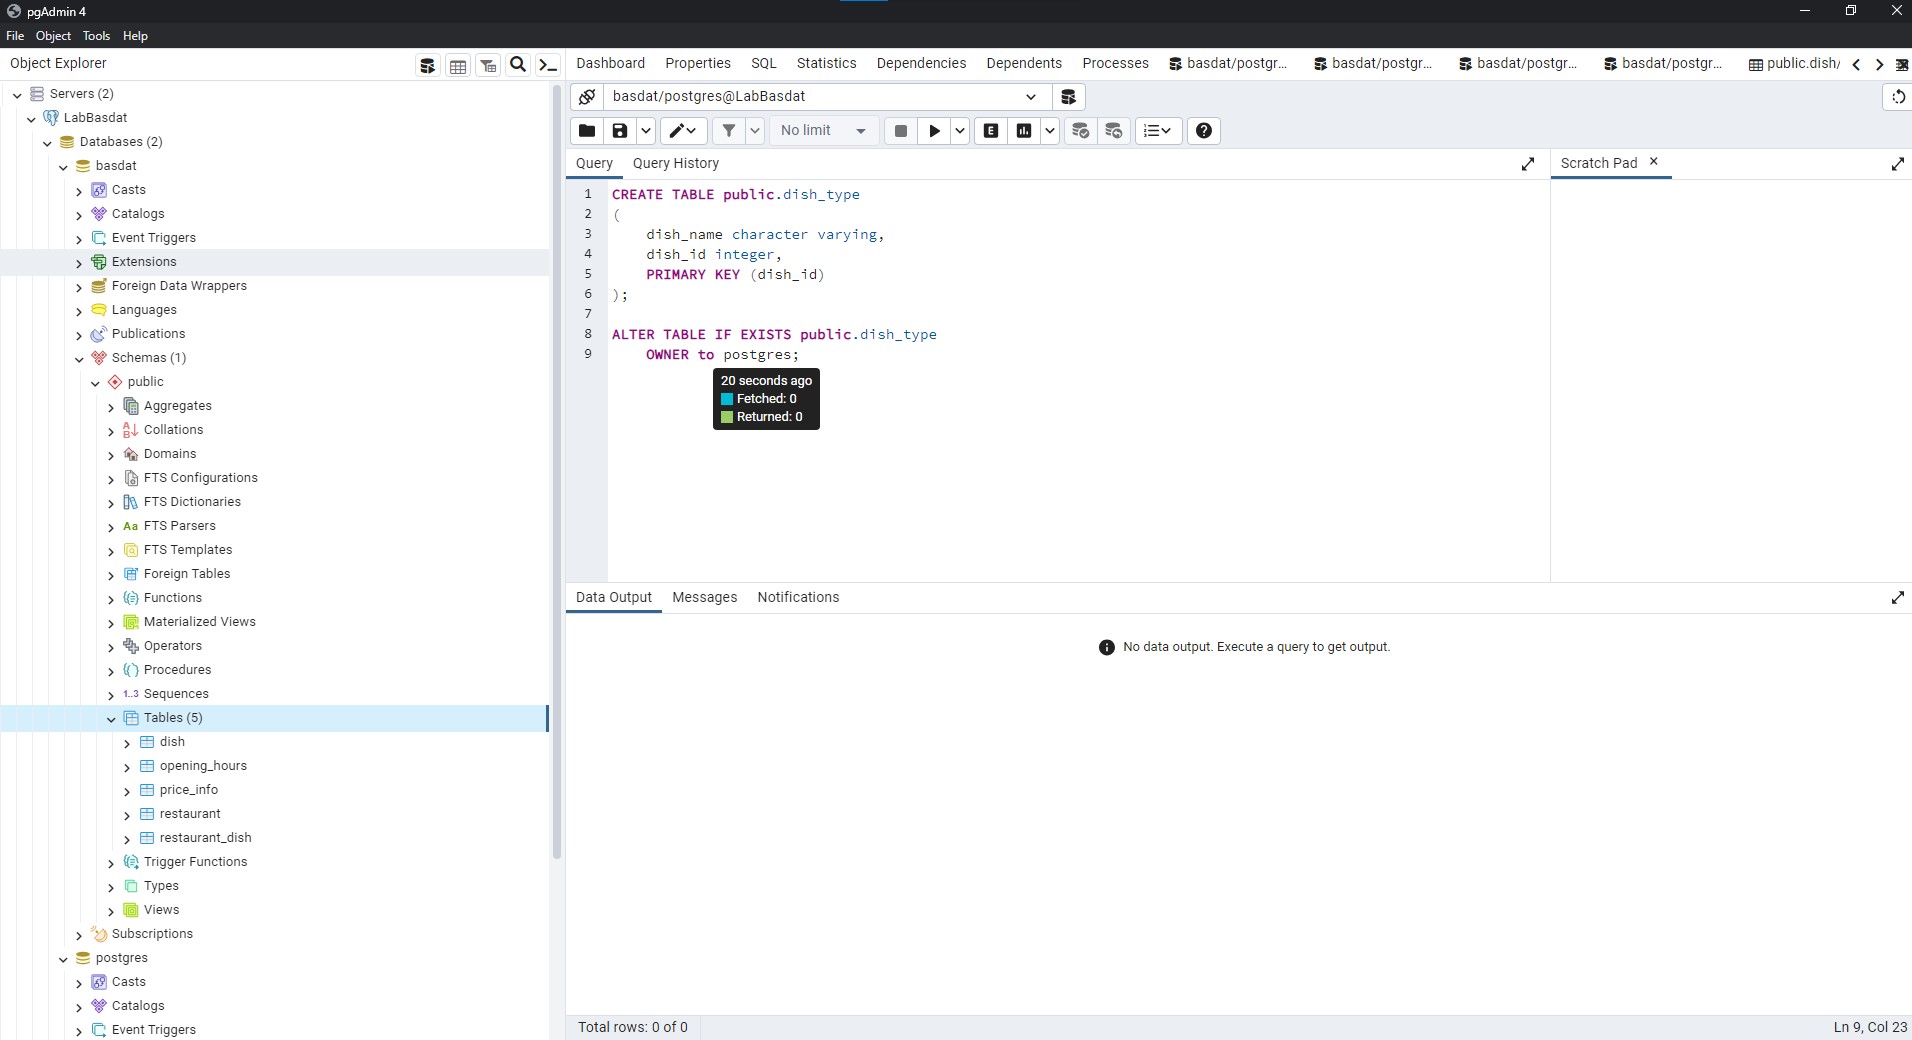 pgAdmin 4
File Object Tools Help
Object Explorer
Dashboard Properties SQL Statistics Dependencies Dependents Processes basdat/postgr... basdat/postgr... basdat/postgr... basdat/postgr... public.dish/
Servers (2)
LabBasdat
Databases (2)
basdat
Casts
Catalogs
Event Triggers
Extensions
Foreign Data Wrappers
Languages
Publications
Schemas (1)
public
Aggregates
Collations
Domains
FTS Configurations
FTS Dictionaries
Aa FTS Parsers
FTS Templates
Foreign Tables
Functions
Materialized Views
Operators
Procedures
1..3 Sequences
Tables (5)
dish
opening_hours
price_info
restaurant
restaurant_dish
Trigger Functions
Types
Views
Subscriptions
postgres
Casts
Catalogs
Event Triggers
basdat/postgres@LabBasdat
No limit
E
Query Query History
Scratch Pad
1 CREATE TABLE public.dish_type
2 (
3 dish_name character varying,
4 dish_id integer,
5 PRIMARY KEY (dish_id)
6 );
7
8 ALTER TABLE IF EXISTS public.dish_type
9 OWNER to postgres;
20 seconds ago
Fetched: 0
Returned: 0
Data Output Messages Notifications
No data output. Execute a query to get output.
Total rows: 0 of 0
Ln 9, Col 23